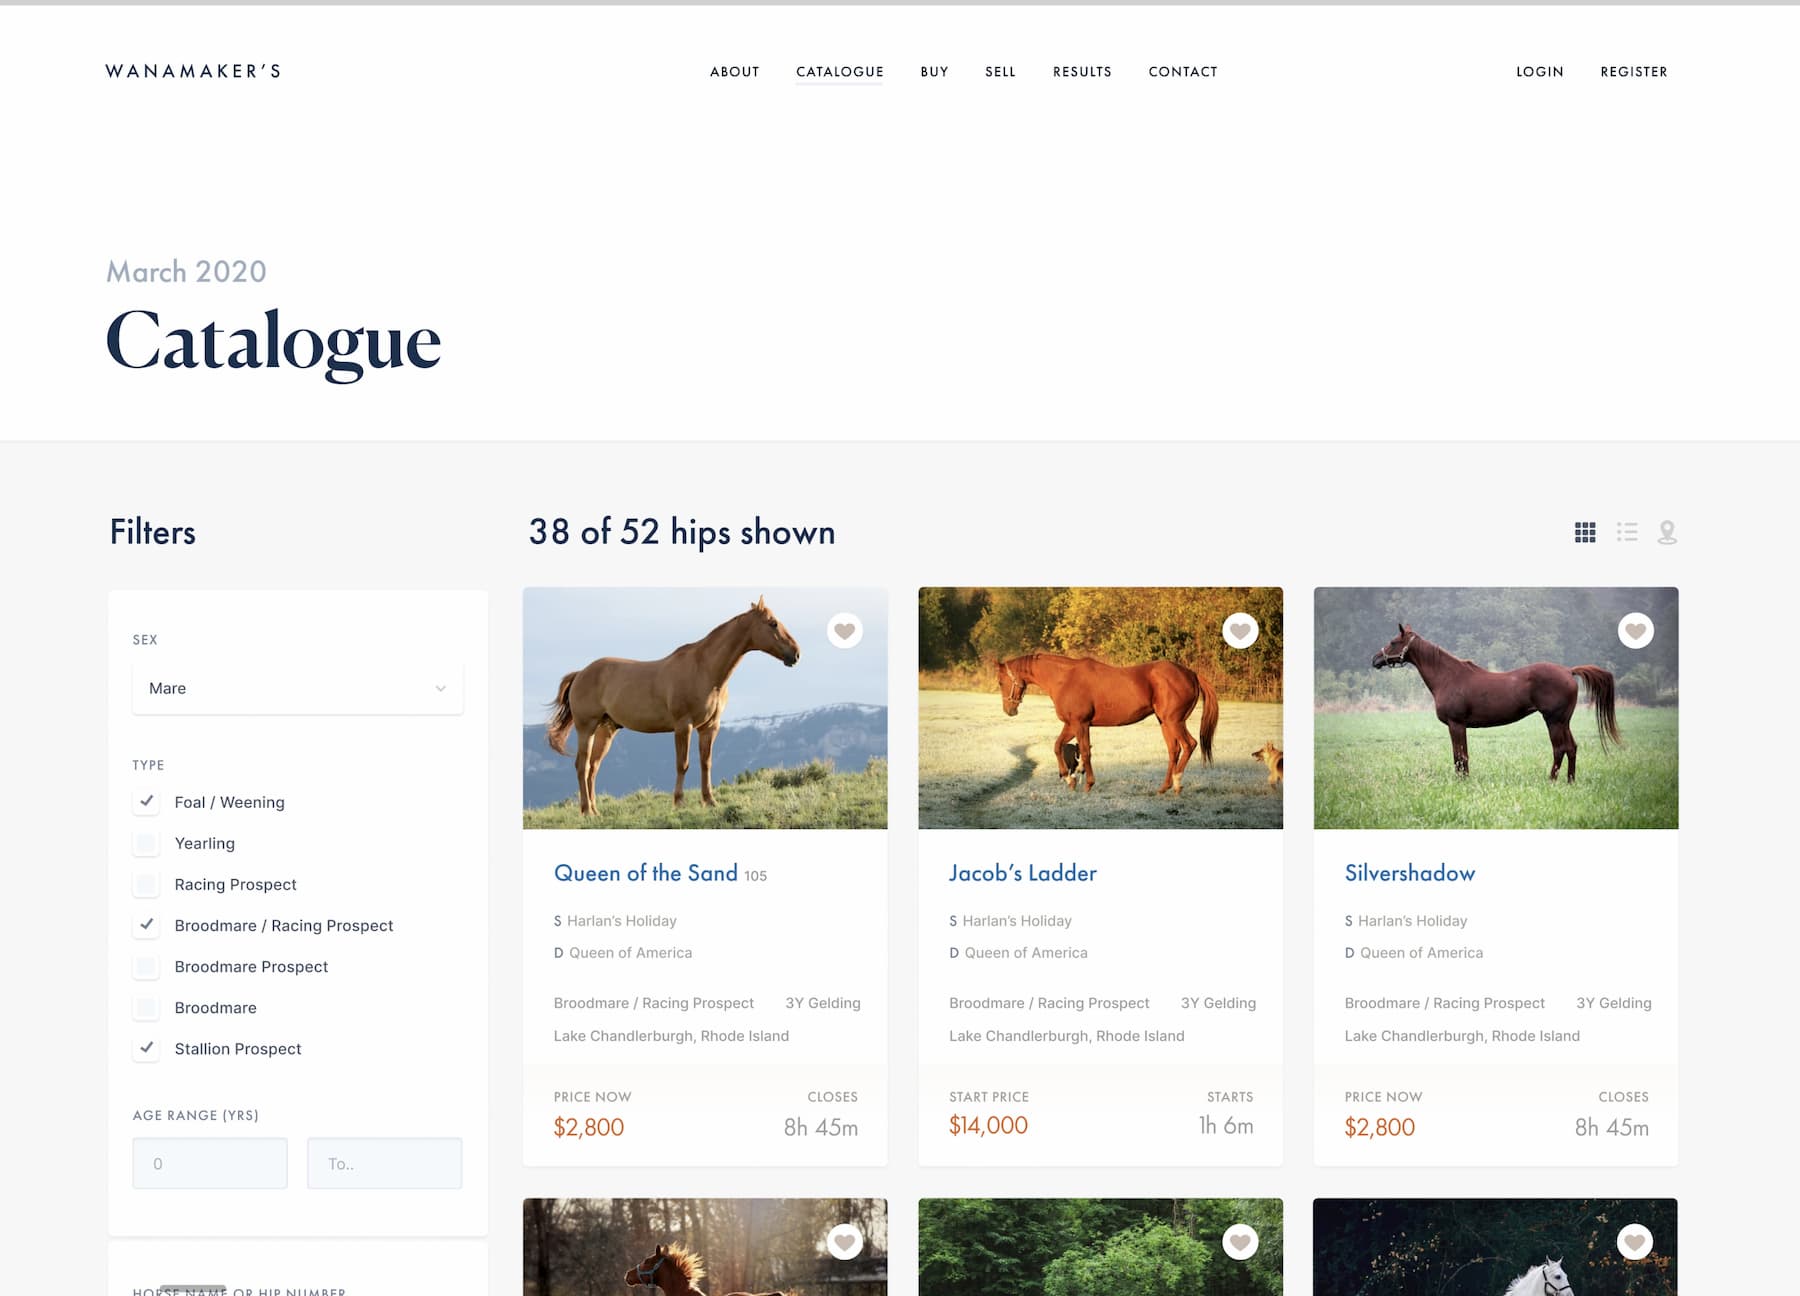 WANAMAKER’S
ABOUT CATALOGUE BUY SELL RESULTS CONTACT
LOGIN REGISTER
March 2020
Catalogue
Filters
38 of 52 hips shown
SEX
Mare
TYPE
Foal / Weening
Yearling
Racing Prospect
Broodmare / Racing Prospect
Broodmare Prospect
Broodmare
Stallion Prospect
AGE RANGE (YRS)
0 To..
HORSE NAME OR HIP NUMBER
Queen of the Sand 105
S Harlan’s Holiday
D Queen of America
Broodmare / Racing Prospect 3Y Gelding
Lake Chandlerburgh, Rhode Island
PRICE NOW CLOSES
$2,800 8h 45m
Jacob’s Ladder
S Harlan’s Holiday
D Queen of America
Broodmare / Racing Prospect 3Y Gelding
Lake Chandlerburgh, Rhode Island
START PRICE STARTS
$14,000 1h 6m
Silvershadow
S Harlan’s Holiday
D Queen of America
Broodmare / Racing Prospect 3Y Gelding
Lake Chandlerburgh, Rhode Island
PRICE NOW CLOSES
$2,800 8h 45m